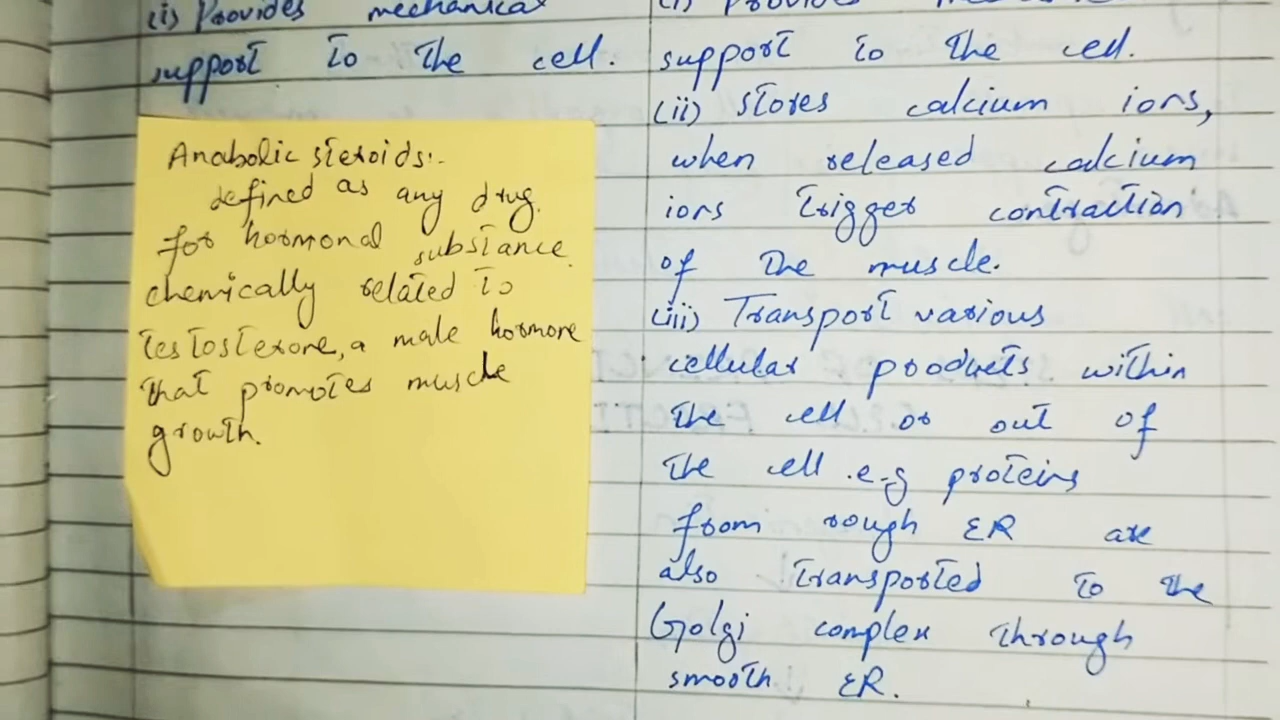 (i) Provides mechanical
support to the cell.
Anabolic steroids:-
defined as any drug
for hormonal substance
chemically related to
testosterone, a male hormone
that promotes muscle
growth.
(i) Provides
support to the cell.
(ii) stores calcium ions,
when released calcium
ions trigger contraction
of the muscle.
(iii) Transport various
cellular products within
the cell or out of
the cell . e-g proteins
from rough ER are
also transported to the
Golgi complex through
smooth ER.